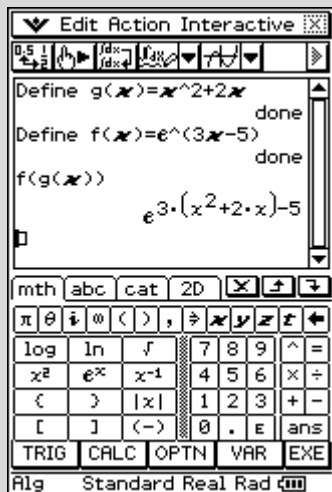 Edit Action Interactive
Define g(x)=x^2+2x
done
Define f(x)=e^(3x-5)
done
f(g(x))
e^3·(x^2+2·x)-5
mth abc cat 2D
π θ i ∞ ( ) , ⇒ x y z t ←
log ln √ 7 8 9 ^ =
x² eˣ x⁻¹ 4 5 6 × ÷
( ) |x| 1 2 3 + -
[ ] (-) 0 . E ans
TRIG CALC OPTN VAR EXE
Alg Standard Real Rad